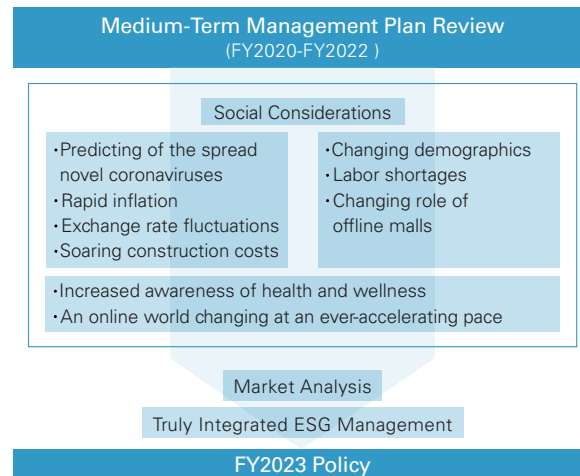 Medium-Term Management Plan Review
(FY2020-FY2022 )
Social Considerations
・Predicting of the spread
novel coronaviruses
・Rapid inflation
・Exchange rate fluctuations
・Soaring construction costs
・Changing demographics
・Labor shortages
・Changing role of
offline malls
・Increased awareness of health and wellness
・An online world changing at an ever-accelerating pace
Market Analysis
Truly Integrated ESG Management
FY2023 Policy